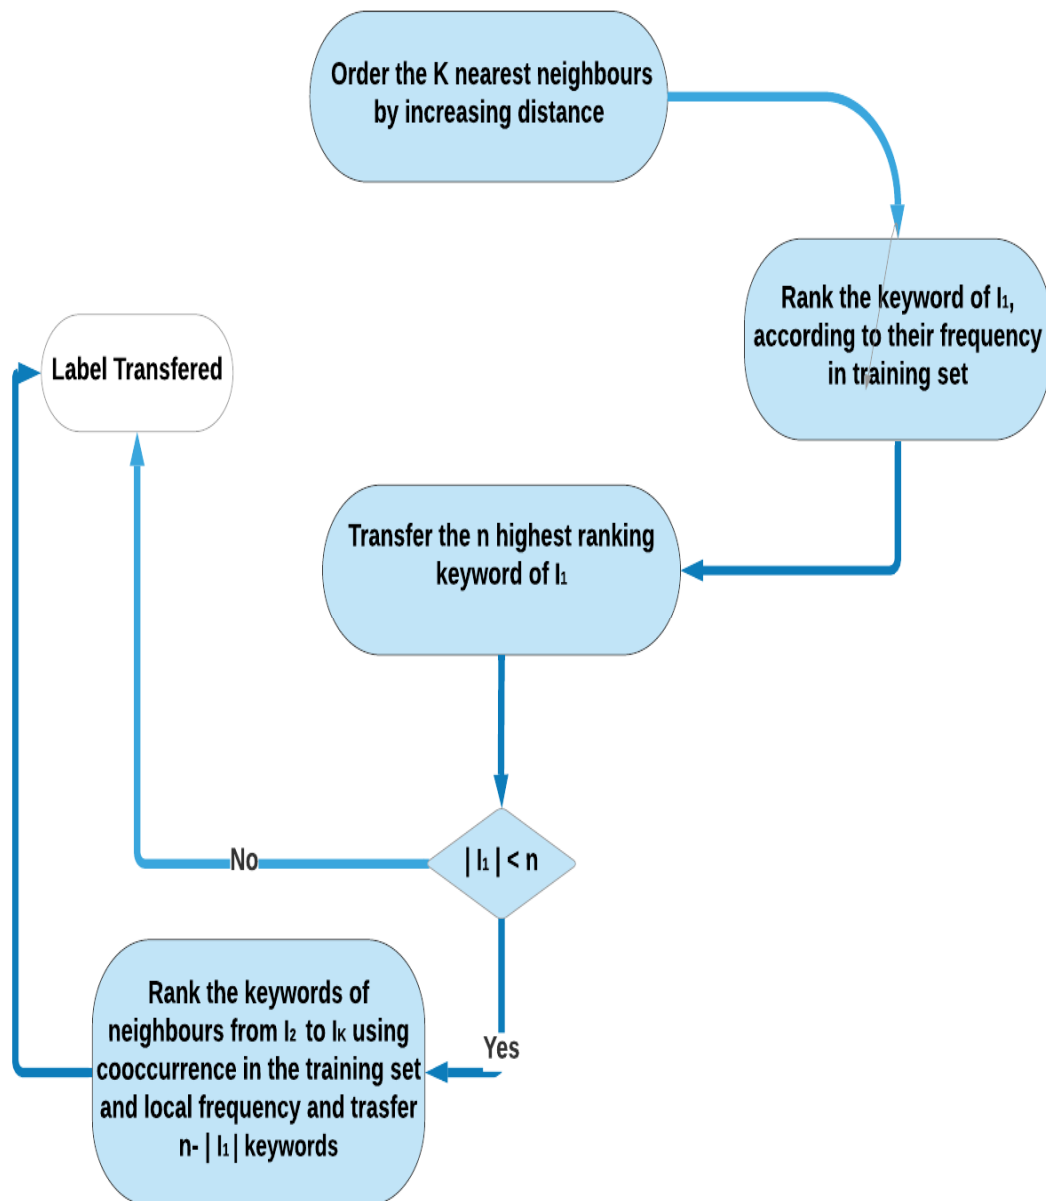 Order the K nearest neighbours
by increasing distance
Rank the keyword of I₁,
according to their frequency
in training set
Label Transfered
Transfer the n highest ranking
keyword of I₁
| I₁ | < n
No
Yes
Rank the keywords of
neighbours from I₂ to Iₖ using
cooccurrence in the training set
and local frequency and trasfer
n- | I₁ | keywords